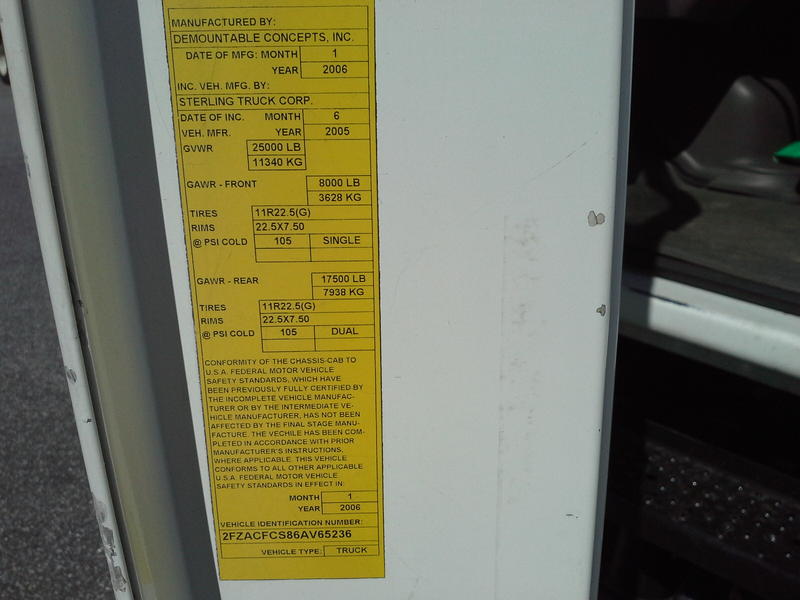 MANUFACTURED BY:
DEMOUNTABLE CONCEPTS, INC.
DATE OF MFG: MONTH 1
YEAR 2006
INC. VEH. MFG. BY:
STERLING TRUCK CORP.
DATE OF INC. MONTH 6
VEH. MFR. YEAR 2005
GVWR 25000 LB
11340 KG
GAWR - FRONT 8000 LB
3628 KG
TIRES 11R22.5(G)
RIMS 22.5X7.50
@ PSI COLD 105 SINGLE
GAWR - REAR 17500 LB
7938 KG
TIRES 11R22.5(G)
RIMS 22.5X7.50
@ PSI COLD 105 DUAL
CONFORMITY OF THE CHASSIS-CAB TO
U.S.A. FEDERAL MOTOR VEHICLE
SAFETY STANDARDS, WHICH HAVE
BEEN PREVIOUSLY FULLY CERTIFIED BY
THE INCOMPLETE VEHICLE MANUFAC-
TURER OR BY THE INTERMEDIATE VE-
HICLE MANUFACTURER, HAS NOT BEEN
AFFECTED BY THE FINAL STAGE MANU-
FACTURE. THE VECHILE HAS BEEN COM-
PLETED IN ACCORDANCE WITH PRIOR
MANUFACTURER'S INSTRUCTIONS,
WHERE APPLICABLE. THIS VEHICLE
CONFORMS TO ALL OTHER APPLICABLE
U.S.A. FEDERAL MOTOR VEHICLE
SAFETY STANDARDS IN EFFECT IN:
MONTH 1
YEAR 2006
VEHICLE IDENTIFICATION NUMBER:
2FZACFCS86AV65236
VEHICLE TYPE: TRUCK